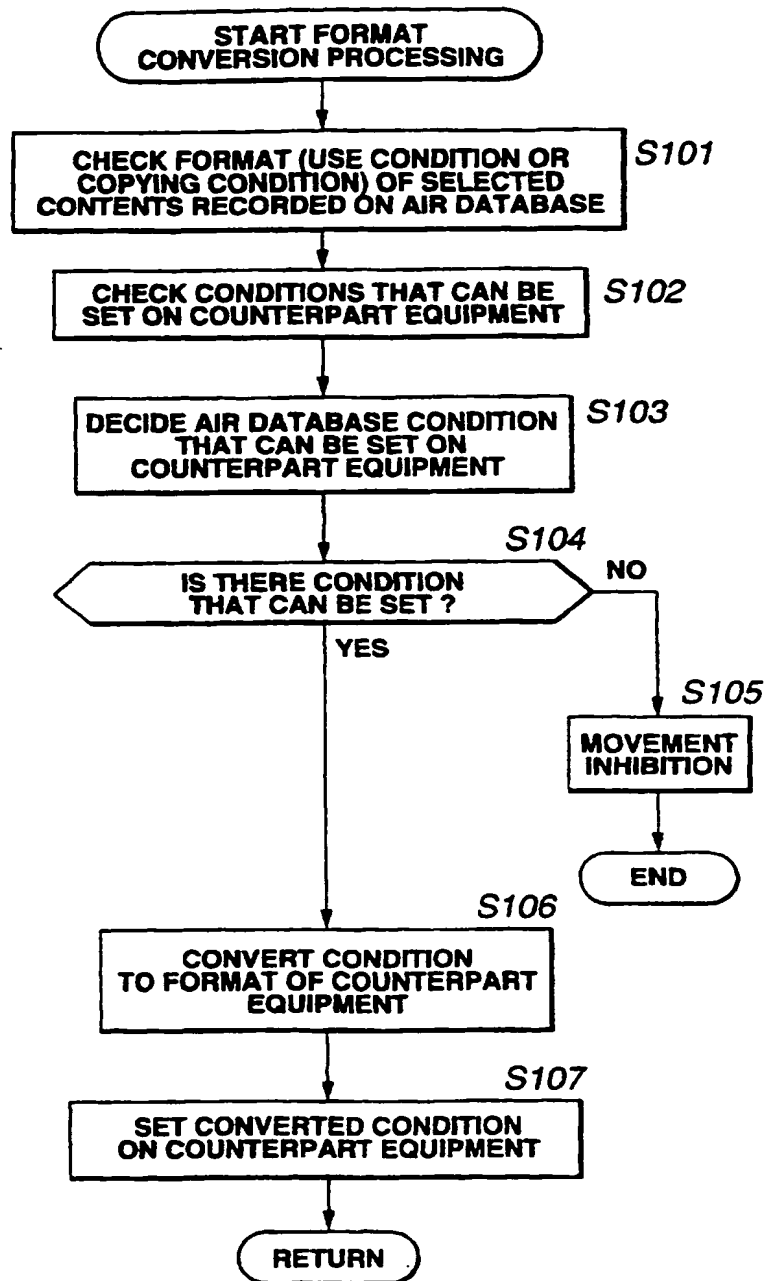 START FORMAT
CONVERSION PROCESSING
CHECK FORMAT (USE CONDITION OR
COPYING CONDITION) OF SELECTED
CONTENTS RECORDED ON AIR DATABASE
S101
CHECK CONDITIONS THAT CAN BE
SET ON COUNTERPART EQUIPMENT
S102
DECIDE AIR DATABASE CONDITION
THAT CAN BE SET ON
COUNTERPART EQUIPMENT
S103
S104
IS THERE CONDITION
THAT CAN BE SET ?
NO
YES
S105
MOVEMENT
INHIBITION
END
S106
CONVERT CONDITION
TO FORMAT OF COUNTERPART
EQUIPMENT
S107
SET CONVERTED CONDITION
ON COUNTERPART EQUIPMENT
RETURN